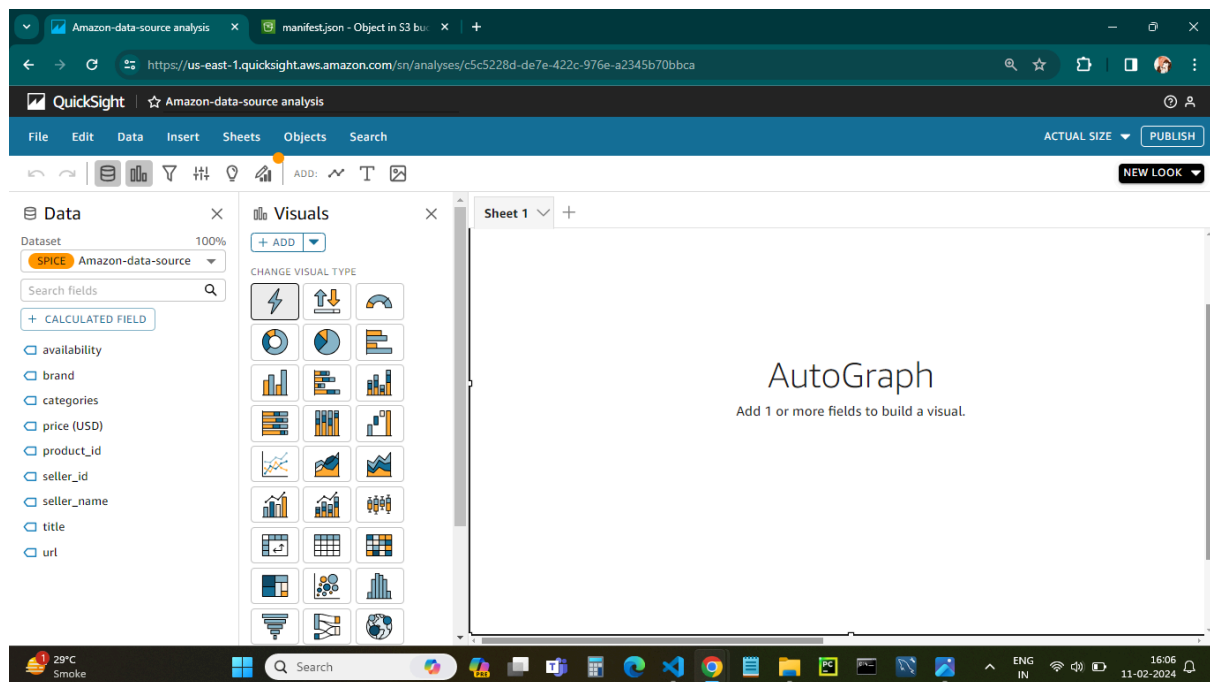 Amazon-data-source analysis
manifest.json - Object in S3 buc
https://us-east-1.quicksight.aws.amazon.com/sn/analyses/c5c5228d-de7e-422c-976e-a2345b70bbca
QuickSight
Amazon-data-source analysis
File Edit Data Insert Sheets Objects Search
ACTUAL SIZE
PUBLISH
ADD:
NEW LOOK
Data
Dataset 100%
SPICE Amazon-data-source
Search fields
+ CALCULATED FIELD
availability
brand
categories
price (USD)
product_id
seller_id
seller_name
title
url
Visuals
+ ADD
CHANGE VISUAL TYPE
Sheet 1
AutoGraph
Add 1 or more fields to build a visual.
1
29°C
Smoke
Search
PRE
ENG
IN
16:06
11-02-2024